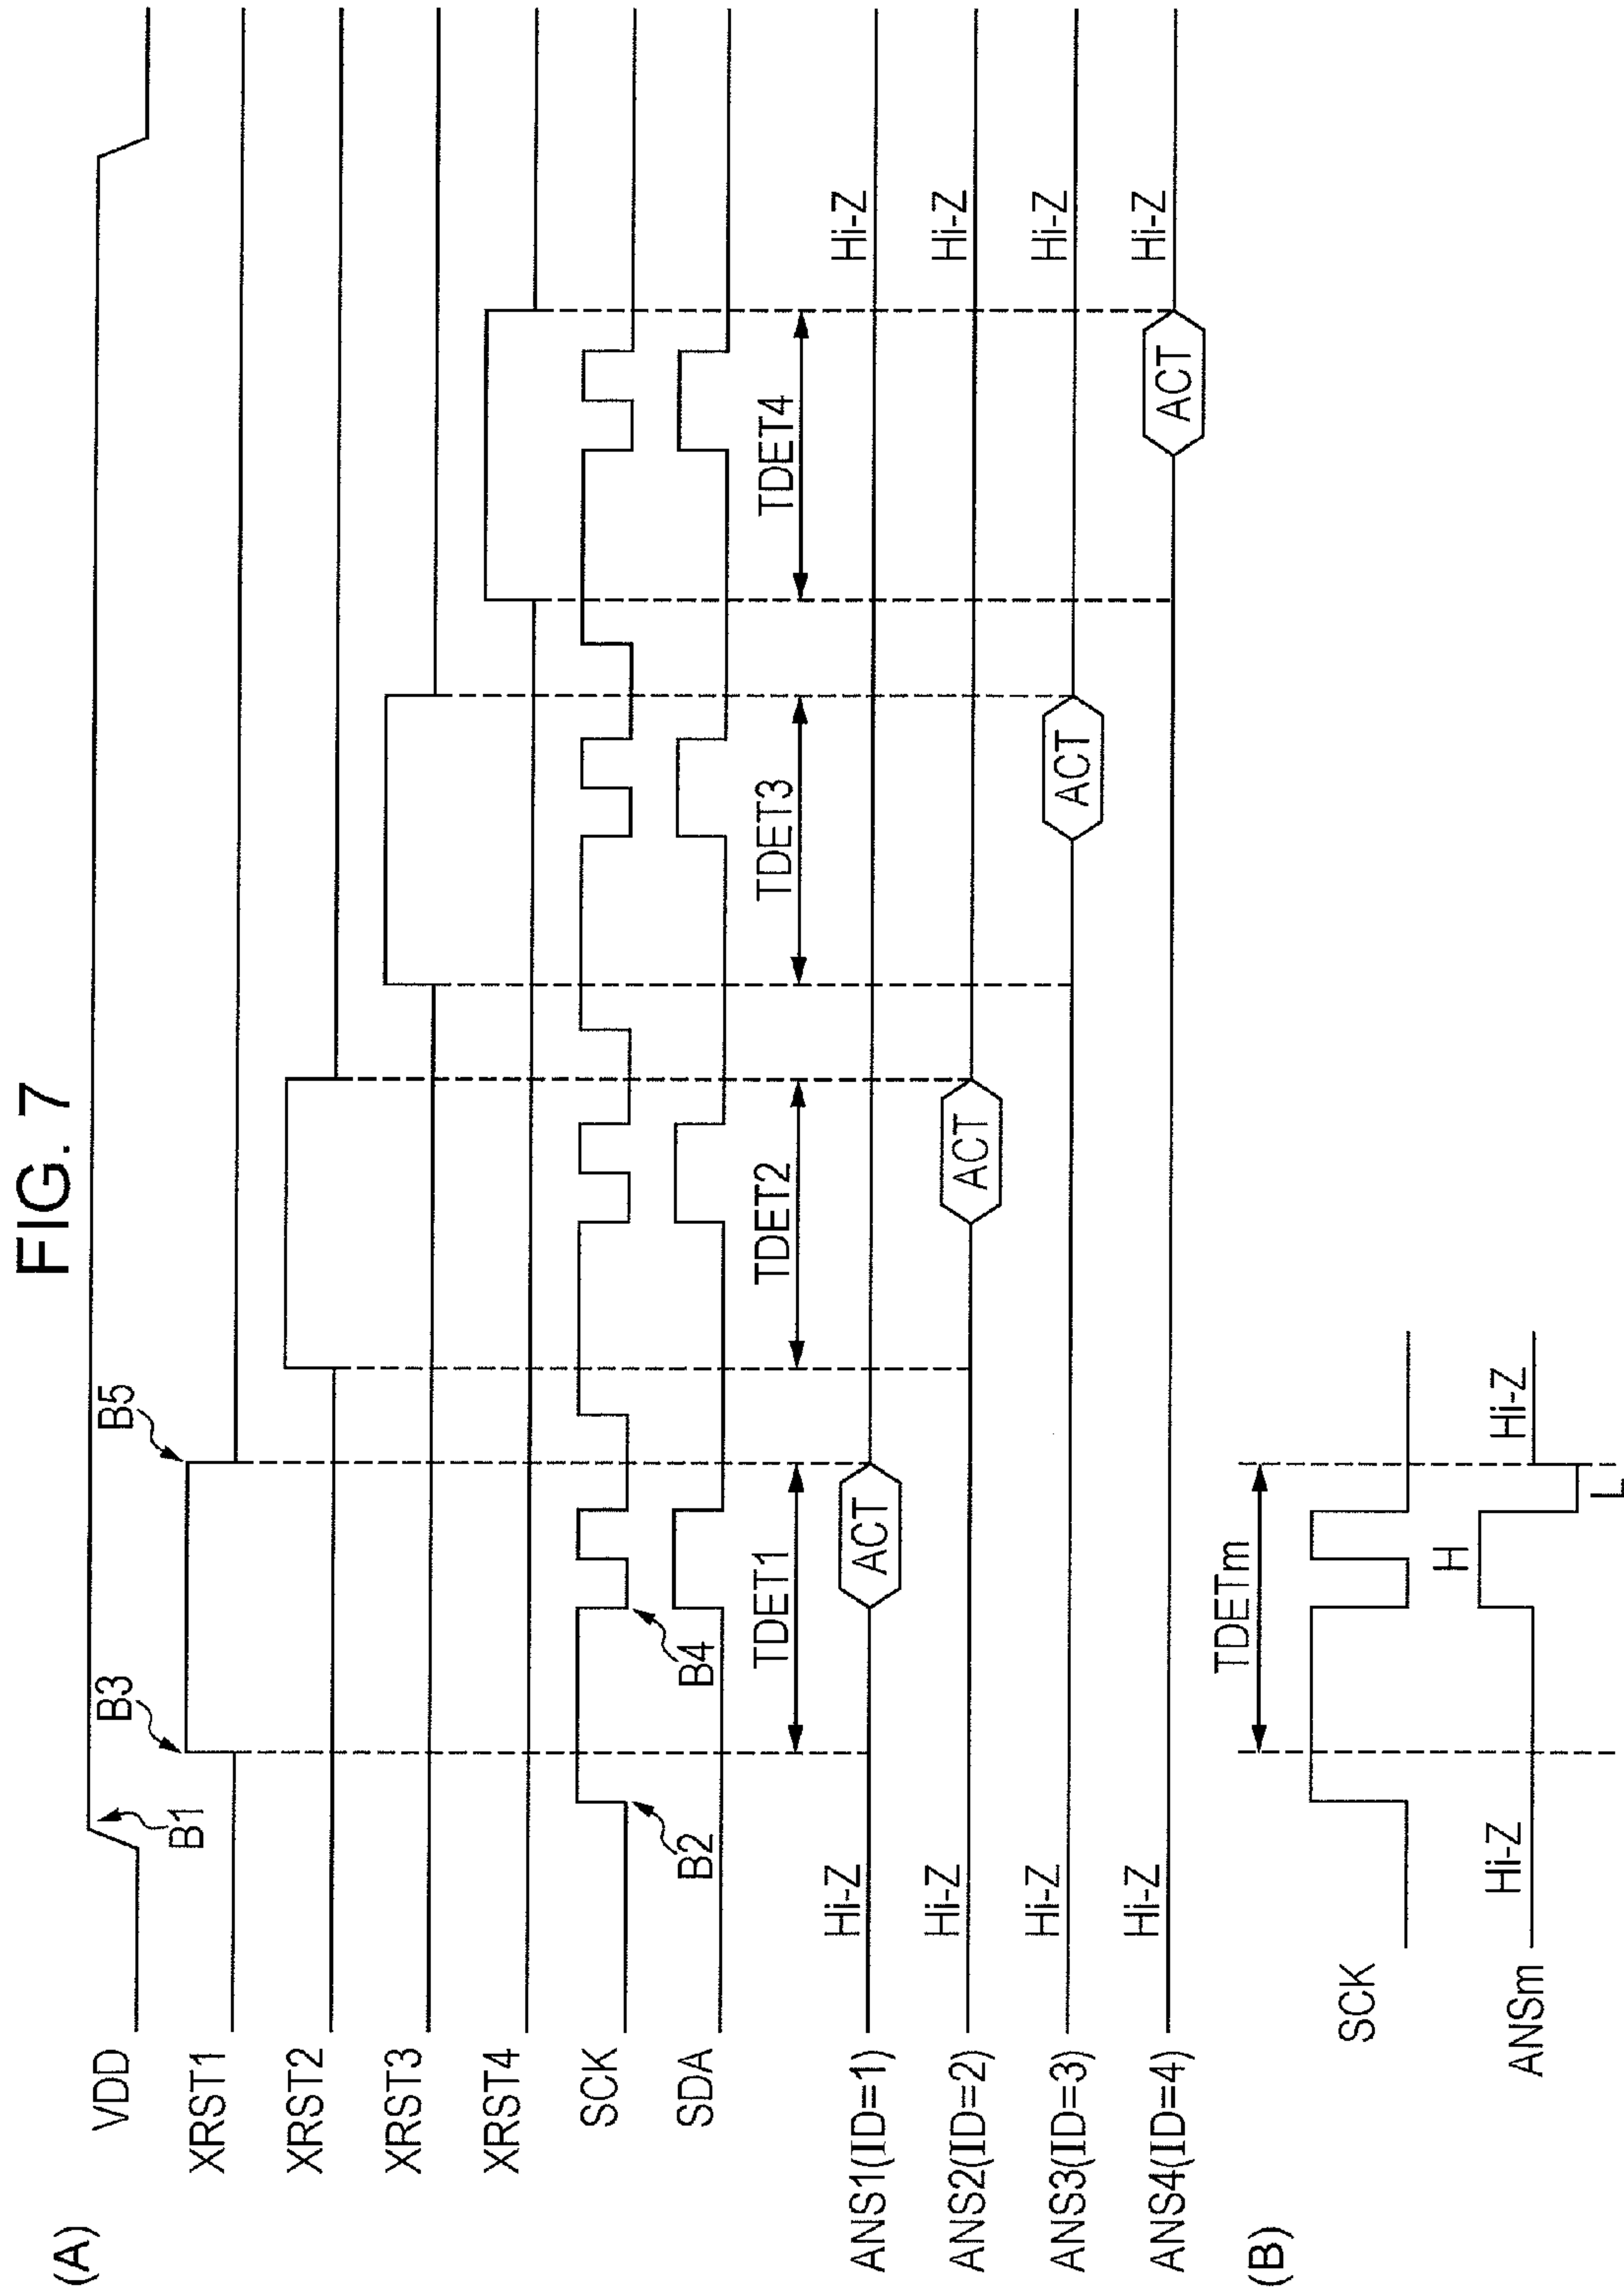 FIG. 7
(A)
VDD
B1
XRST1
B3
B5
XRST2
XRST3
XRST4
SCK
B2
B4
SDA
TDET1
TDET2
TDET3
TDET4
ANS1(ID=1)
Hi-Z
ACT
Hi-Z
ANS2(ID=2)
Hi-Z
ACT
Hi-Z
ANS3(ID=3)
Hi-Z
ACT
Hi-Z
ANS4(ID=4)
Hi-Z
ACT
Hi-Z
(B)
TDETm
SCK
ANSm
Hi-Z
H
L
Hi-Z